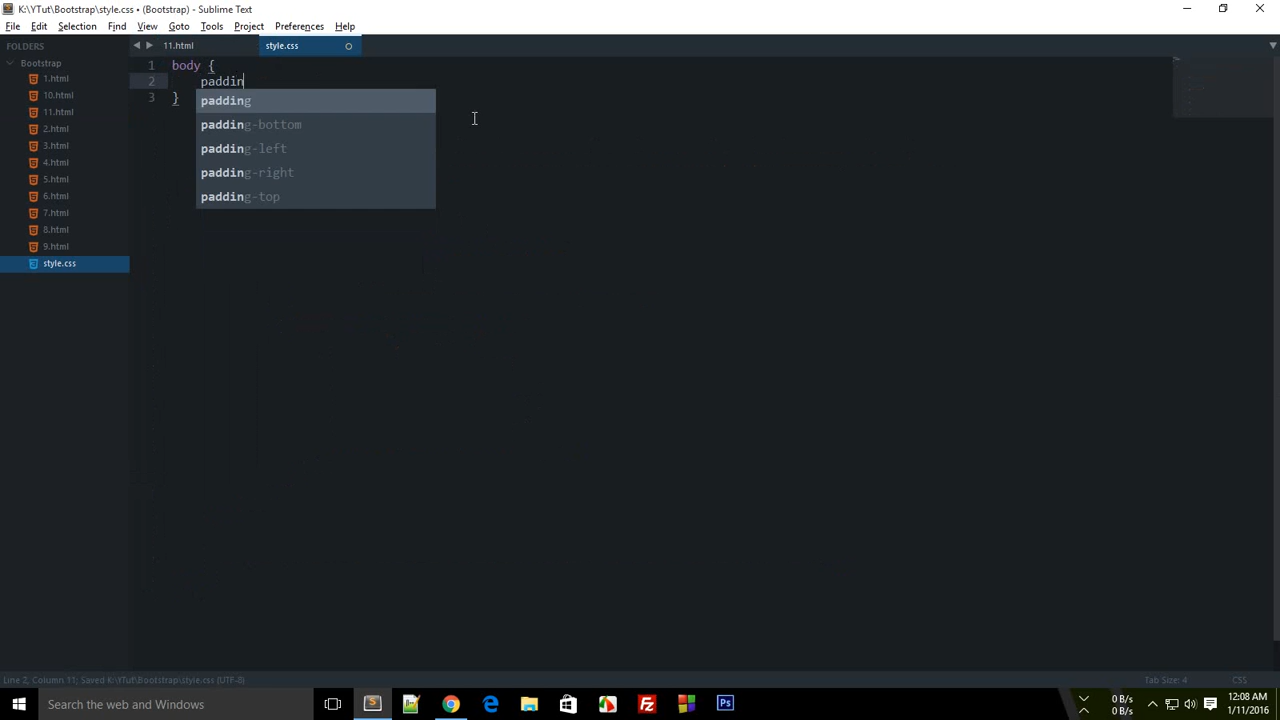 K:\YTut\Bootstrap\style.css • (Bootstrap) - Sublime Text
File Edit Selection Find View Goto Tools Project Preferences Help
FOLDERS
Bootstrap
1.html
10.html
11.html
2.html
3.html
4.html
5.html
6.html
7.html
8.html
9.html
style.css
11.html style.css
1 body {
2 paddin
3 }
padding
padding-bottom
padding-left
padding-right
padding-top
Line 2, Column 11; Saved K:\YTut\Bootstrap\style.css (UTF-8) Tab Size: 4 CSS
Search the web and Windows
0 B/s
0 B/s
12:08 AM
1/11/2016